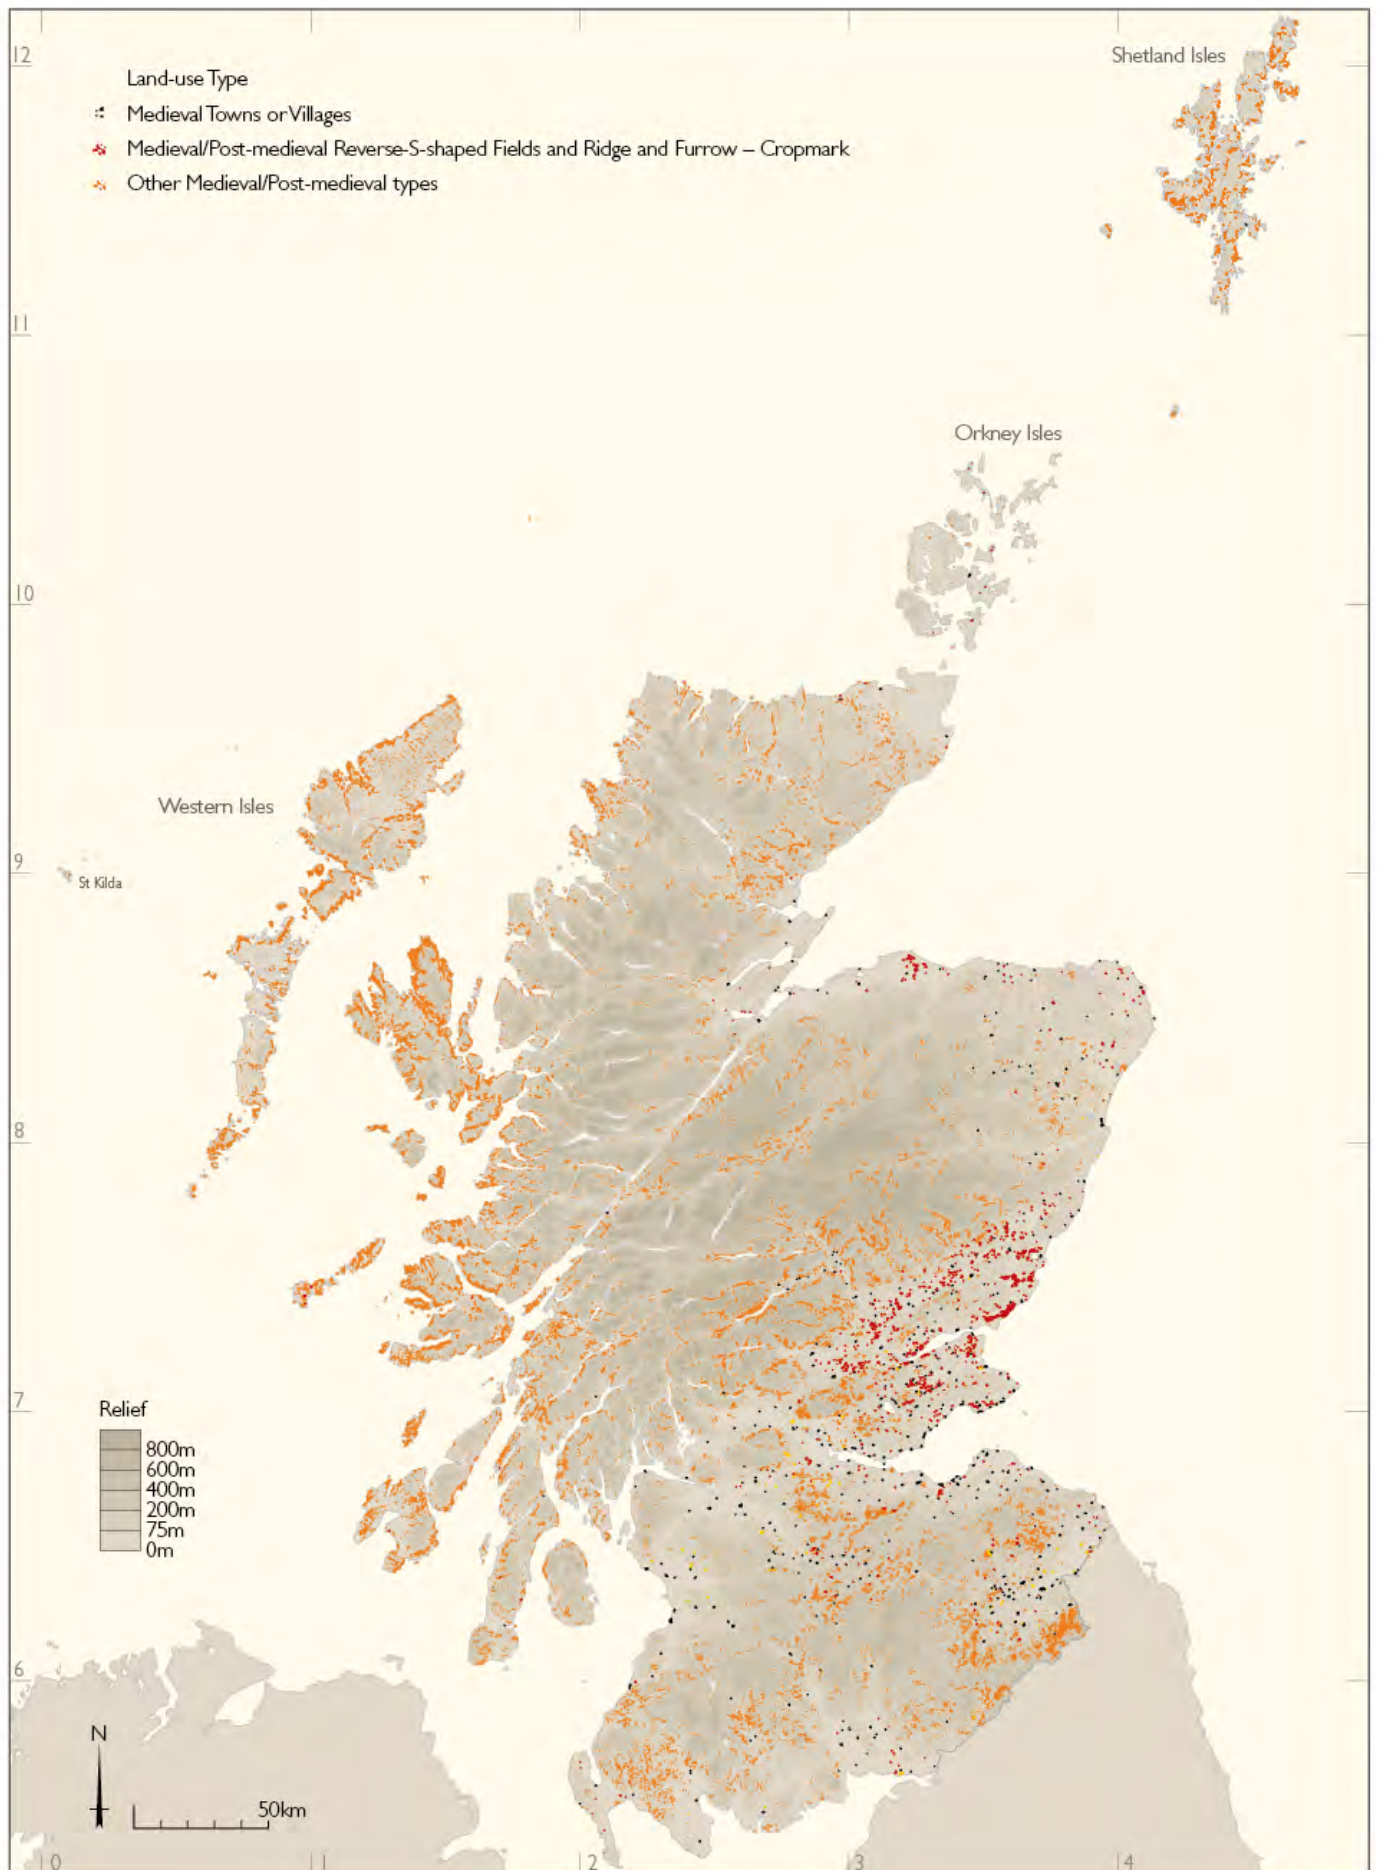 12
Shetland Isles
Land-use Type
Medieval Towns or Villages
Medieval/Post-medieval Reverse-S-shaped Fields and Ridge and Furrow – Cropmark
Other Medieval/Post-medieval types
11
Orkney Isles
10
Western Isles
9
St Kilda
8
7
Relief
800m
600m
400m
200m
75m
0m
6
N
50km
0
1
2
3
4